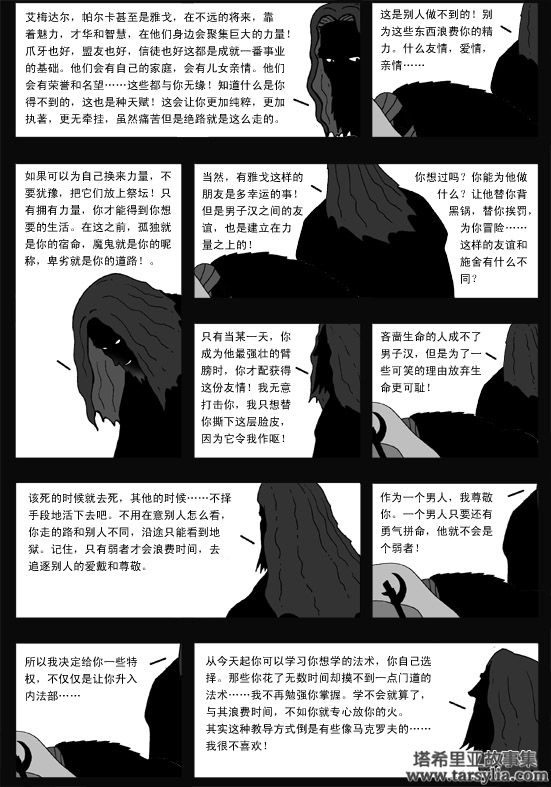 艾梅达尔，帕尔卡甚至是雅戈，在不远的将来，靠
着魅力，才华和智慧，在他们身边会聚集巨大的力量！
爪牙也好，盟友也好，信徒也好这都是成就一番事业
的基础。他们会有自己的家庭，会有儿女亲情。他们
会有荣誉和名望……这些都与你无缘！知道什么是你
得不到的，这也是种天赋！这会让你更加纯粹，更加
执著，更无牵挂，虽然痛苦但是绝路就是这么走的。
这是别人做不到的！别
为这些东西浪费你的精
力。什么友情，爱情，
亲情……
如果可以为自己换来力量，不
要犹豫，把它们放上祭坛！只
有拥有力量，你才能得到你想
要的生活。在这之前，孤独就
是你的宿命，魔鬼就是你的昵
称，卑劣就是你的道路！。
当然，有雅戈这样的
朋友是多幸运的事！
但是男子汉之间的友
谊，也是建立在力
量之上的！
你想过吗？你能为他做
什么？让他替你背
黑锅，替你挨罚，
为你冒险……
这样的友谊和
施舍有什么不
同？
只有当某一天，你
成为他最强壮的臂
膀时，你才配获得
这份友情！我无意
打击你，我只想替
你撕下这层脸皮，
因为它令我作呕！
吝啬生命的人成不了
男子汉，但是为了一
些可笑的理由放弃生
命更可耻！
该死的时候就去死，其他的时候……不择
手段地活下去吧。不用在意别人怎么看，
你走的路和别人不同，沿途只能看到地
狱。记住，只有弱者才会浪费时间，去
追逐别人的爱戴和尊敬。
作为一个男人，我尊敬
你。一个男人只要还有
勇气拼命，他就不会是
个弱者！
所以我决定给你一些特
权，不仅仅是让你升入
内法部……
从今天起你可以学习你想学的法术，你自己选
择。那些你花了无数时间却摸不到一点门道的
法术……我不再勉强你掌握。学不会就算了，
与其浪费时间，不如你就专心放你的火。
其实这种教导方式倒是有些像马克罗夫的……
我很不喜欢！
塔希里亚故事集
www.tarsylia.com